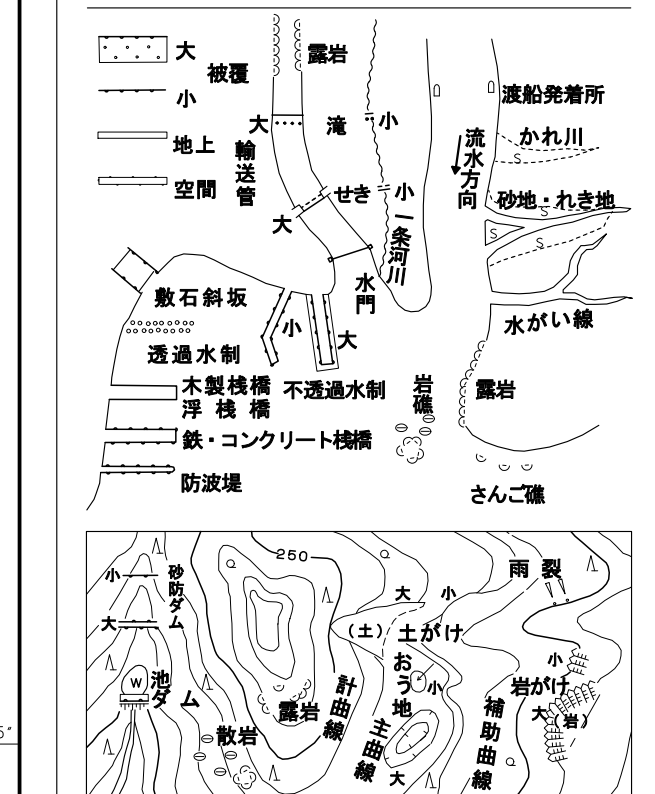 大
被覆
小
地上
輸送管
空間
露岩
大
滝
小
せき
小
大
一条河川
水門
流水方向
渡船発着所
かれ川
S
砂地・れき地
S
S
S
水がい線
敷石斜坂
透過水制
小
大
不透過水制
木製桟橋
浮桟橋
鉄・コンクリート桟橋
防波堤
岩礁
露岩
さんご礁
小
砂防ダム
大
W
池
ダム
散岩
250
露岩
計曲線
大 小
(土)
土がけ
おう地
小
主曲線
大
補助曲線
雨裂
小
岩がけ
大
(岩)
5″